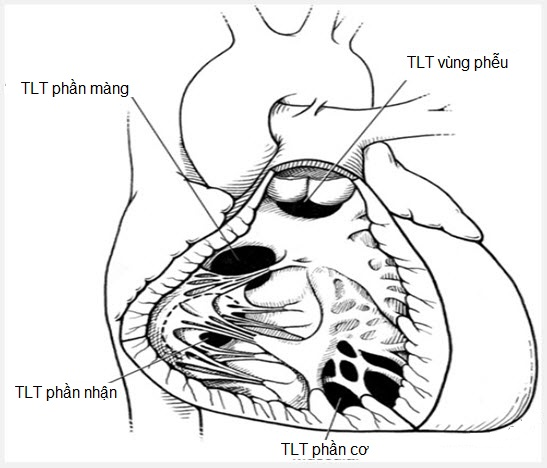 TLT vùng phễu
TLT phần màng
TLT phần nhận
TLT phần cơ